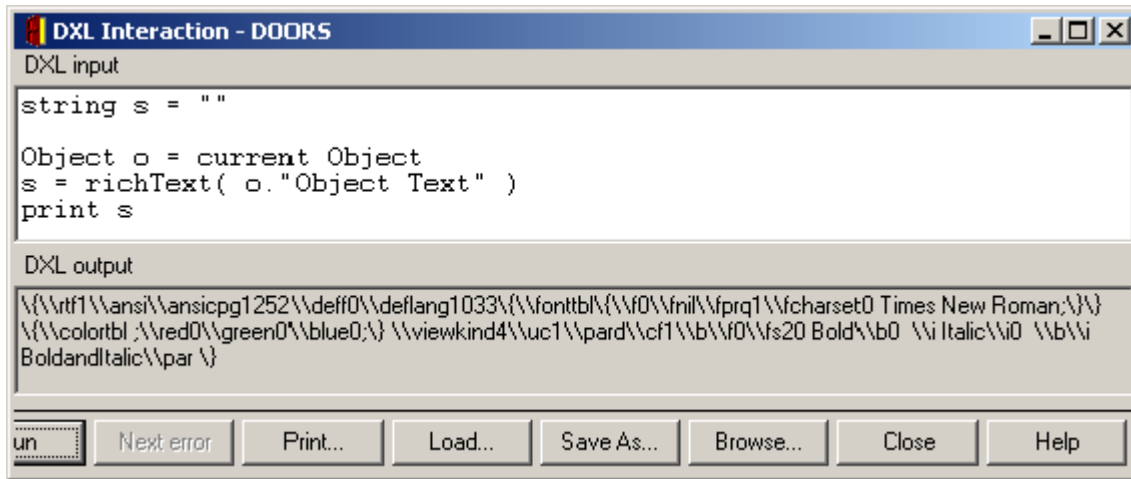 DXL Interaction - DOORS
DXL input
string s = ""
Object o = current Object
s = richText( o."Object Text" )
print s
DXL output
\{\\rtf1\\ansi\\ansicpg1252\\deff0\\deflang1033\{\\fonttbl\{\\f0\\fnil\\fprq1\\fcharset0 Times New Roman;\}\}
\{\\colortbl ;\\red0\\green0\\blue0;\} \\viewkind4\\uc1\\pard\\cf1\\b\\f0\\fs20 Bold\\b0  \\i Italic\\i0  \\b\\i
BoldandItalic\\par \}
un Next error Print... Load... Save As... Browse... Close Help